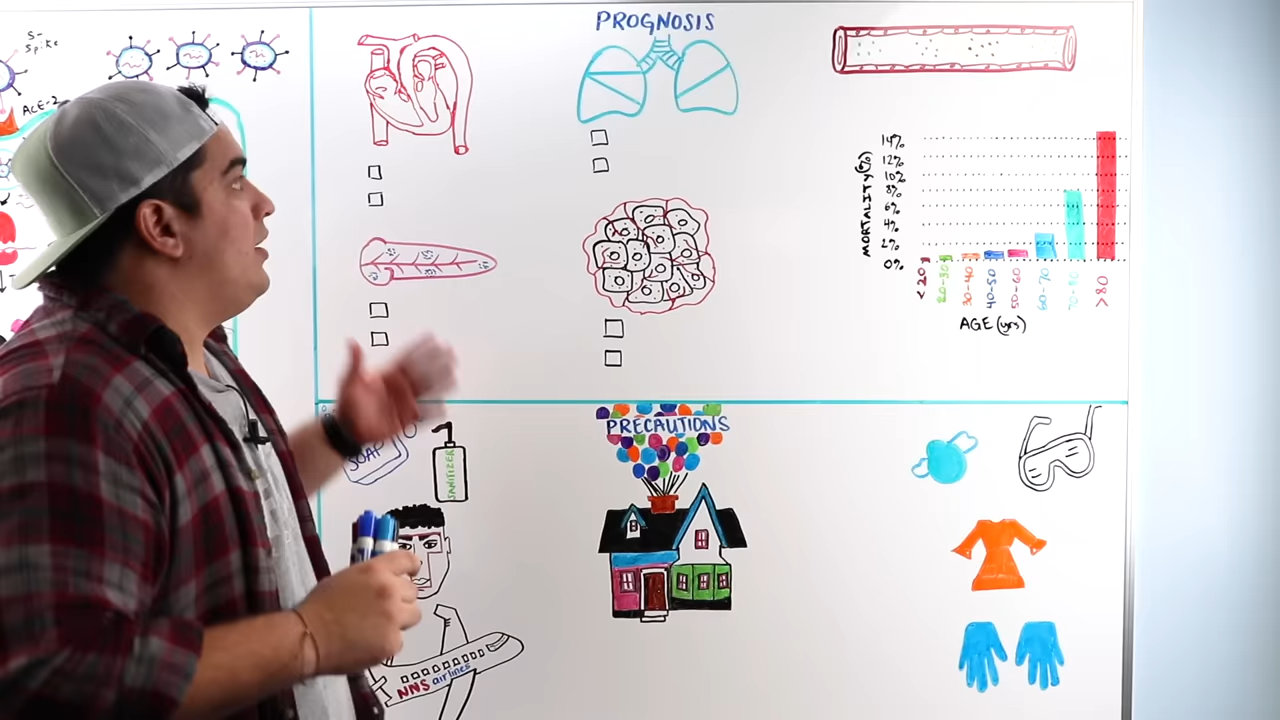 S-
Spike
ACE-2
PROGNOSIS
MORTALITY(%)
14%
12%
10%
8%
6%
4%
2%
0%
< 20
20-30
30-40
40-50
50-60
60-70
70-80
>80
AGE (yrs)
SOAP
SANITIZER
PRECAUTIONS
NNS airlines